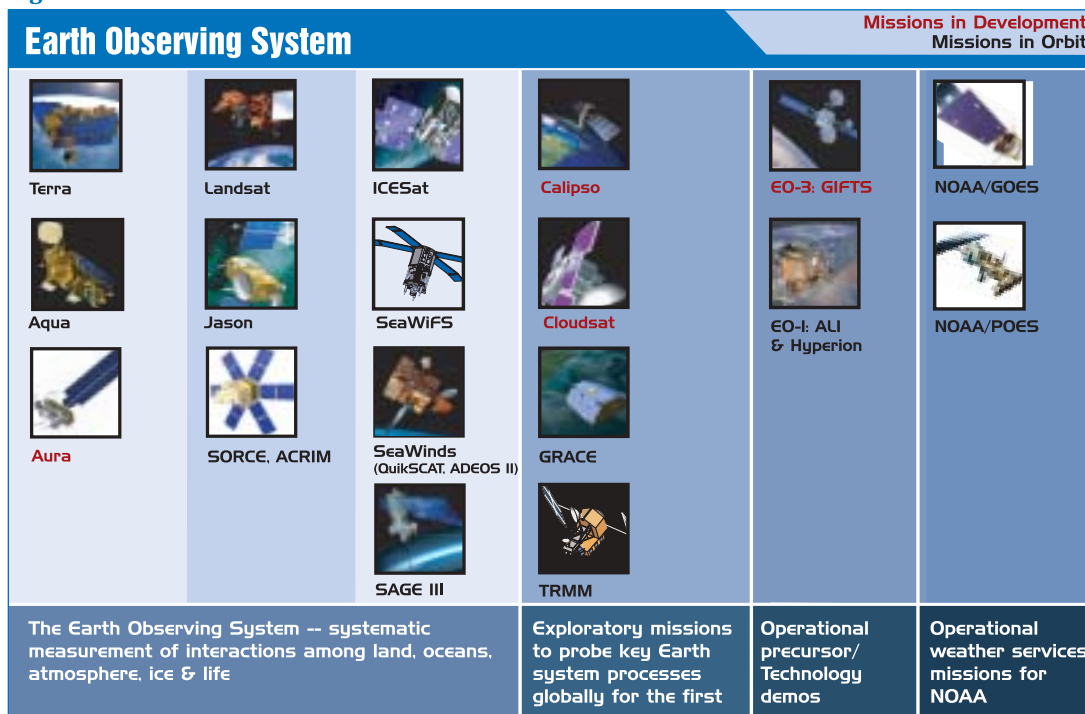 Earth Observing System
Missions in Development
Missions in Orbit
Terra
Landsat
ICESat
Calipso
EO-3: GIFTS
NOAA/GOES
Aqua
Jason
SeaWiFS
Cloudsat
EO-1: ALI
& Hyperion
NOAA/POES
Aura
SORCE, ACRIM
SeaWinds
(QuikSCAT, ADEOS II)
GRACE
SAGE III
TRMM
The Earth Observing System -- systematic
measurement of interactions among land, oceans,
atmosphere, ice & life
Exploratory missions
to probe key Earth
system processes
globally for the first
Operational
precursor/
Technology
demos
Operational
weather services
missions for
NOAA